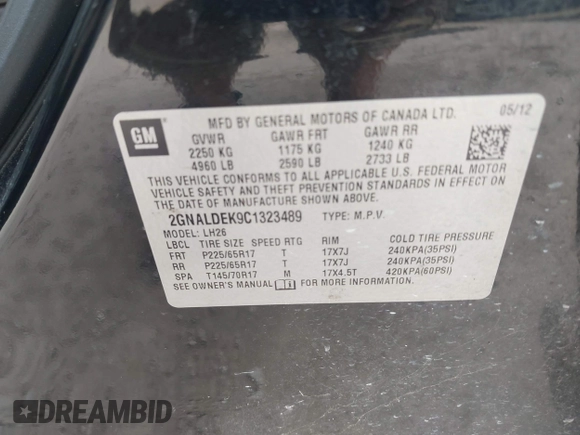 GM
MFD BY GENERAL MOTORS OF CANADA LTD. 05/12
GVWR GAWR FRT GAWR RR
2250 KG 1175 KG 1240 KG
4960 LB 2590 LB 2733 LB
THIS VEHICLE CONFORMS TO ALL APPLICABLE U.S. FEDERAL MOTOR
VEHICLE SAFETY AND THEFT PREVENTION STANDARDS IN EFFECT ON
THE DATE OF MANUFACTURE SHOWN ABOVE.
2GNALDEK9C1323489 TYPE: M.P.V.
MODEL: LH26
LBCL TIRE SIZE SPEED RTG RIM COLD TIRE PRESSURE
FRT P225/65R17 T 17X7J 240KPA(35PSI)
RR P225/65R17 T 17X7J 240KPA(35PSI)
SPA T145/70R17 M 17X4.5T 420KPA(60PSI)
SEE OWNER'S MANUAL FOR MORE INFORMATION.
DREAMBID